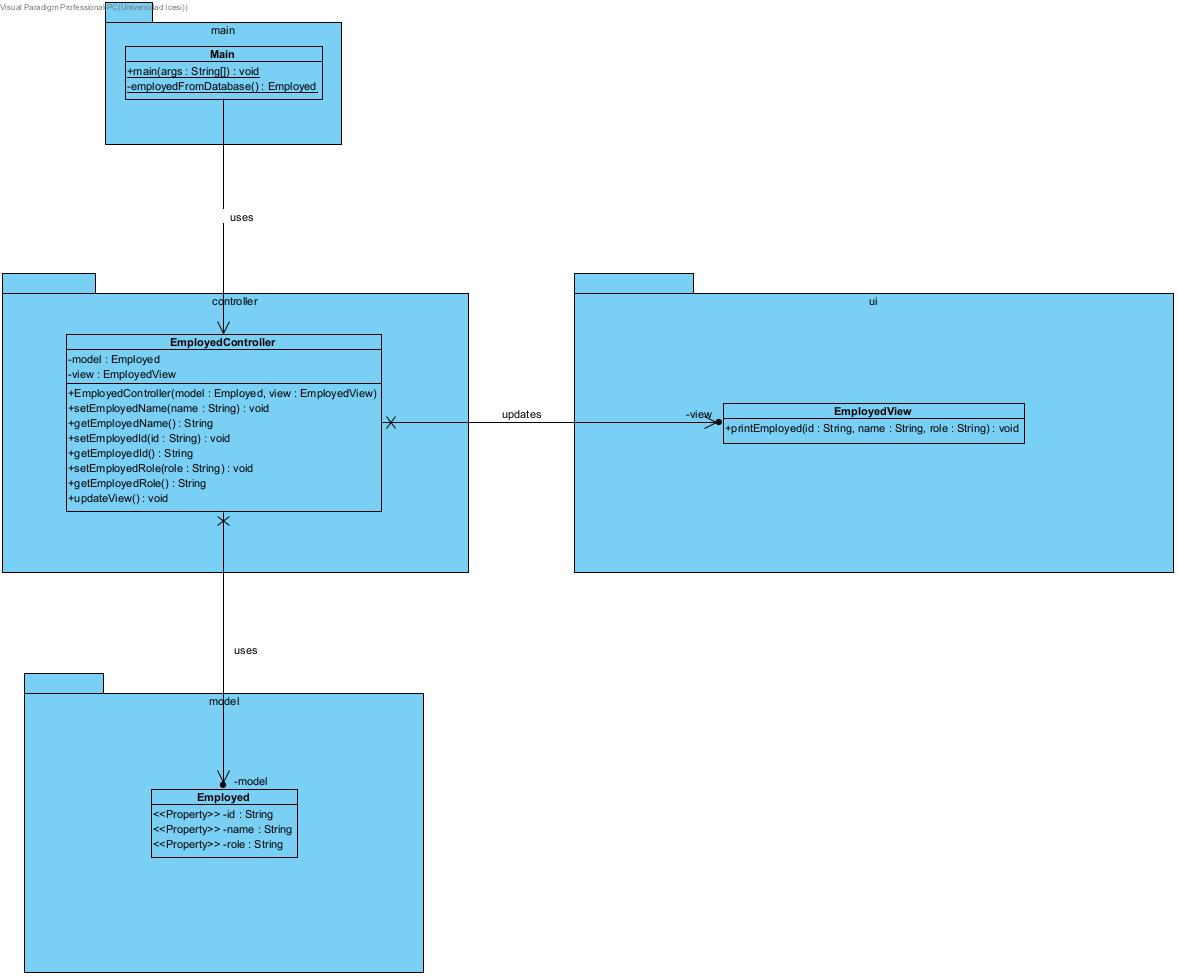 Visual Paradigm Professional PC(Universidad Icesi))
main
Main
+main(args : String[]) : void
-employedFromDatabase() : Employed
uses
controller
EmployedController
-model : Employed
-view : EmployedView
+EmployedController(model : Employed, view : EmployedView)
+setEmployedName(name : String) : void
+getEmployedName() : String
+setEmployedId(id : String) : void
+getEmployedId() : String
+setEmployedRole(role : String) : void
+getEmployedRole() : String
+updateView() : void
updates
ui
-view
EmployedView
+printEmployed(id : String, name : String, role : String) : void
uses
model
-model
Employed
<<Property>> -id : String
<<Property>> -name : String
<<Property>> -role : String